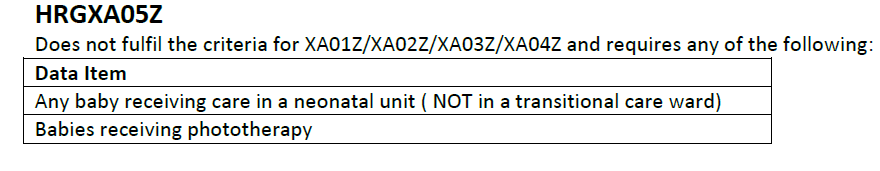 HRGXA05Z
Does not fulfil the criteria for XA01Z/XA02Z/XA03Z/XA04Z and requires any of the following:
Data Item
Any baby receiving care in a neonatal unit ( NOT in a transitional care ward)
Babies receiving phototherapy